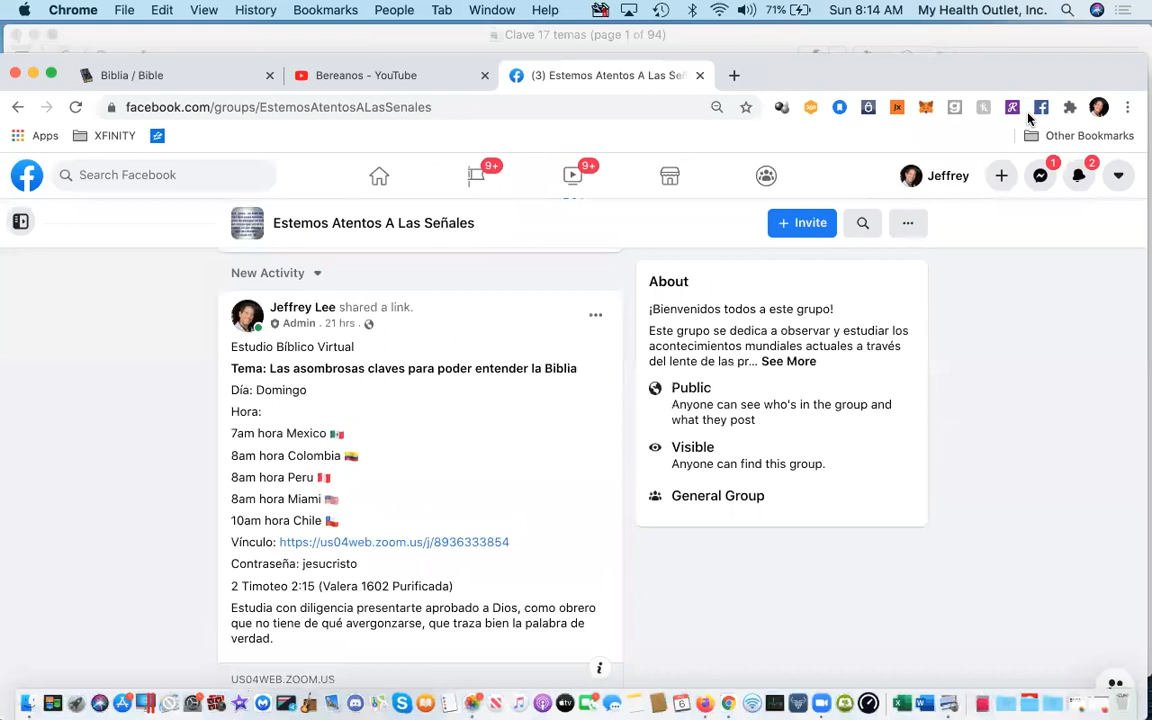 Chrome File Edit View History Bookmarks People Tab Window Help 71% Sun 8:14 AM My Health Outlet, Inc.
Clave 17 temas (page 1 of 94)
Biblia / Bible Bereanos - YouTube (3) Estemos Atentos A Las Se
facebook.com/groups/EstemosAtentosALasSenales
Apps XFINITY Other Bookmarks
Search Facebook 9+ 9+ Jeffrey 1 2
Estemos Atentos A Las Señales + Invite
New Activity
Jeffrey Lee shared a link.
Admin · 21 hrs ·
Estudio Bíblico Virtual
Tema: Las asombrosas claves para poder entender la Biblia
Día: Domingo
Hora:
7am hora Mexico
8am hora Colombia
8am hora Peru
8am hora Miami
10am hora Chile
Vínculo: https://us04web.zoom.us/j/8936333854
Contraseña: jesucristo
2 Timoteo 2:15 (Valera 1602 Purificada)
Estudia con diligencia presentarte aprobado a Dios, como obrero
que no tiene de qué avergonzarse, que traza bien la palabra de
verdad.
US04WEB.ZOOM.US
About
¡Bienvenidos todos a este grupo!
Este grupo se dedica a observar y estudiar los
acontecimientos mundiales actuales a través
del lente de las pr... See More
Public
Anyone can see who's in the group and
what they post
Visible
Anyone can find this group.
General Group